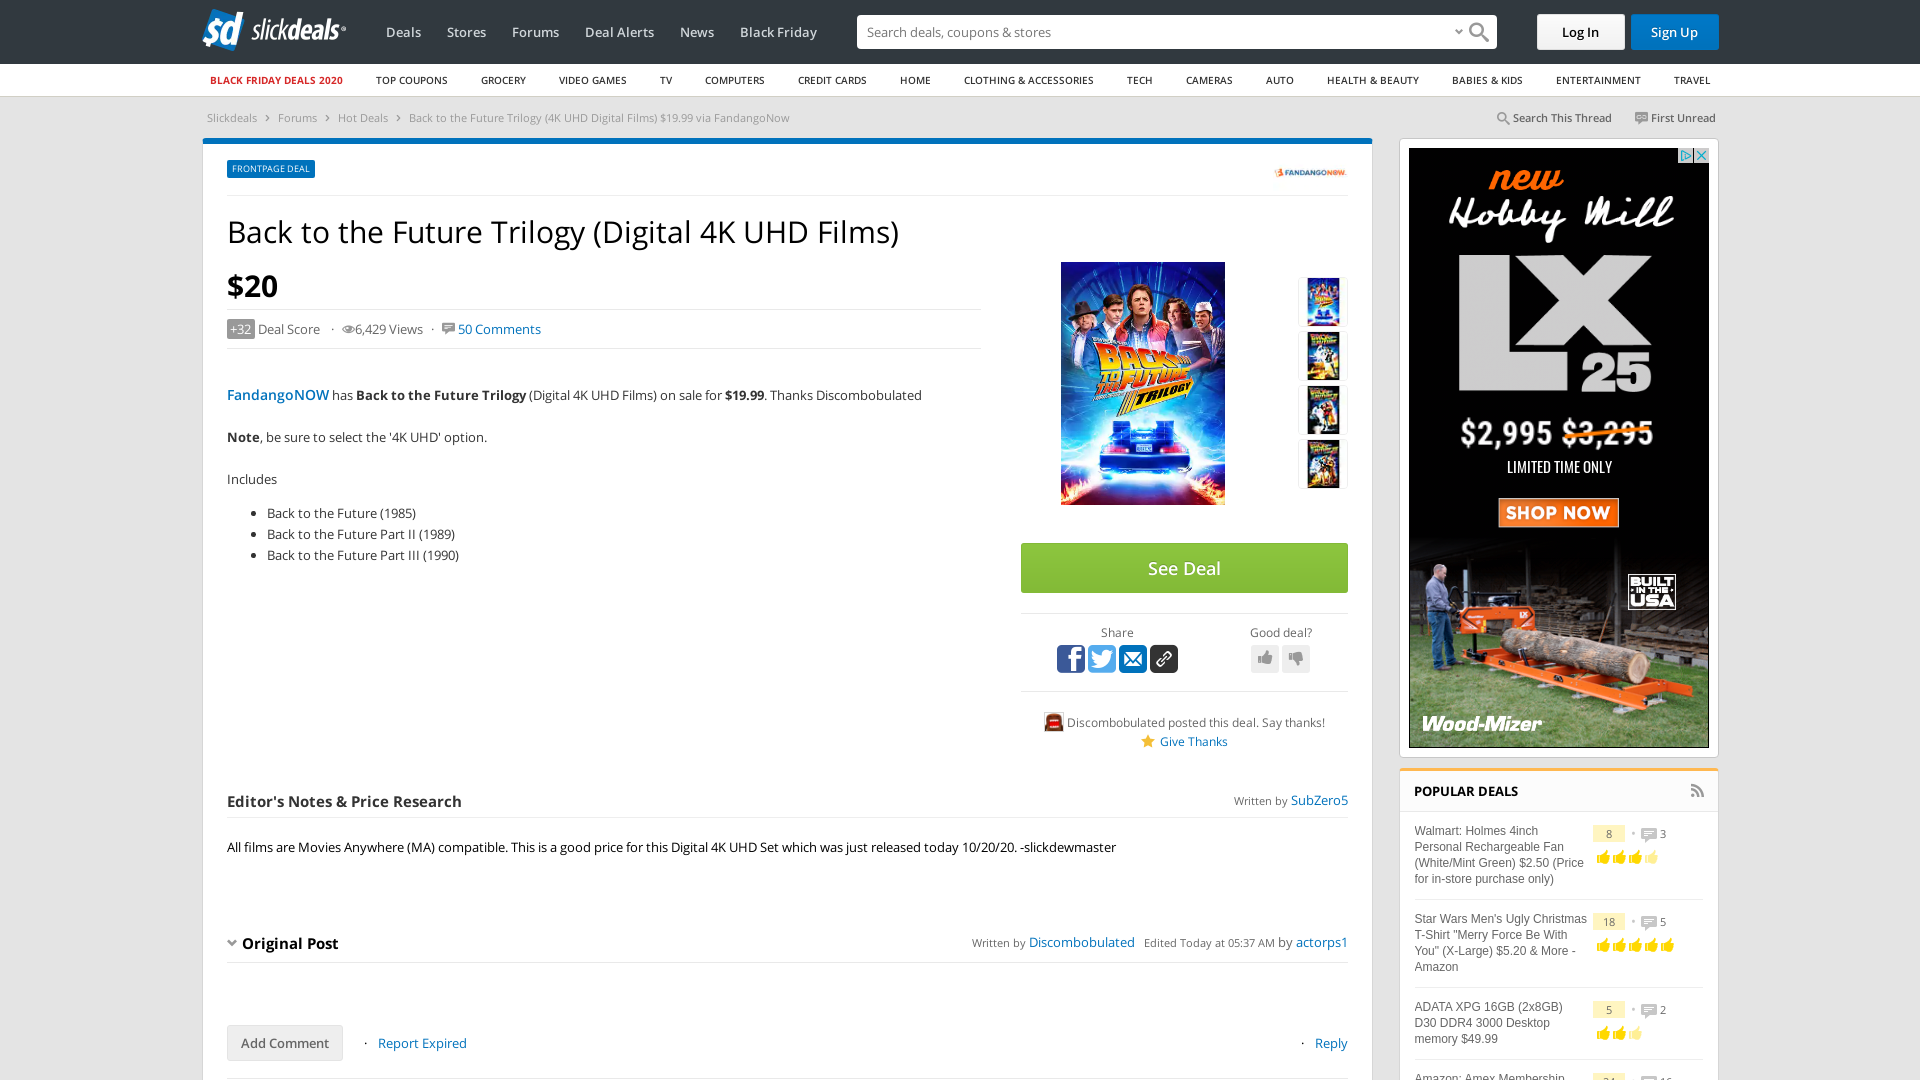 sd slickdeals
Deals
Stores
Forums
Deal Alerts
News
Black Friday
Search deals, coupons & stores
Log In
Sign Up
BLACK FRIDAY DEALS 2020
TOP COUPONS
GROCERY
VIDEO GAMES
TV
COMPUTERS
CREDIT CARDS
HOME
CLOTHING & ACCESSORIES
TECH
CAMERAS
AUTO
HEALTH & BEAUTY
BABIES & KIDS
ENTERTAINMENT
TRAVEL
Slickdeals › Forums › Hot Deals › Back to the Future Trilogy (4K UHD Digital Films) $19.99 via FandangoNow
Search This Thread
First Unread
FRONTPAGE DEAL
FANDANGONOW
Back to the Future Trilogy (Digital 4K UHD Films)
$20
+32 Deal Score · 6,429 Views · 50 Comments
FandangoNOW has Back to the Future Trilogy (Digital 4K UHD Films) on sale for $19.99. Thanks Discombobulated
Note, be sure to select the '4K UHD' option.
Includes
• Back to the Future (1985)
• Back to the Future Part II (1989)
• Back to the Future Part III (1990)
BACK
TO THE FUTURE
TRILOGY
See Deal
Share
Good deal?
Discombobulated posted this deal. Say thanks!
Give Thanks
Editor's Notes & Price Research
Written by SubZero5
All films are Movies Anywhere (MA) compatible. This is a good price for this Digital 4K UHD Set which was just released today 10/20/20. -slickdewmaster
Original Post
Written by Discombobulated Edited Today at 05:37 AM by actorps1
Add Comment
· Report Expired
· Reply
new
Hobby Mill
LX
25
$2,995 $3,295
LIMITED TIME ONLY
SHOP NOW
BUILT
IN THE
USA
Wood-Mizer
POPULAR DEALS
Walmart: Holmes 4inch
Personal Rechargeable Fan
(White/Mint Green) $2.50 (Price
for in-store purchase only)
8 • 3
Star Wars Men's Ugly Christmas
T-Shirt "Merry Force Be With
You" (X-Large) $5.20 & More -
Amazon
18 • 5
ADATA XPG 16GB (2x8GB)
D30 DDR4 3000 Desktop
memory $49.99
5 • 2
Amazon: Amex Membership